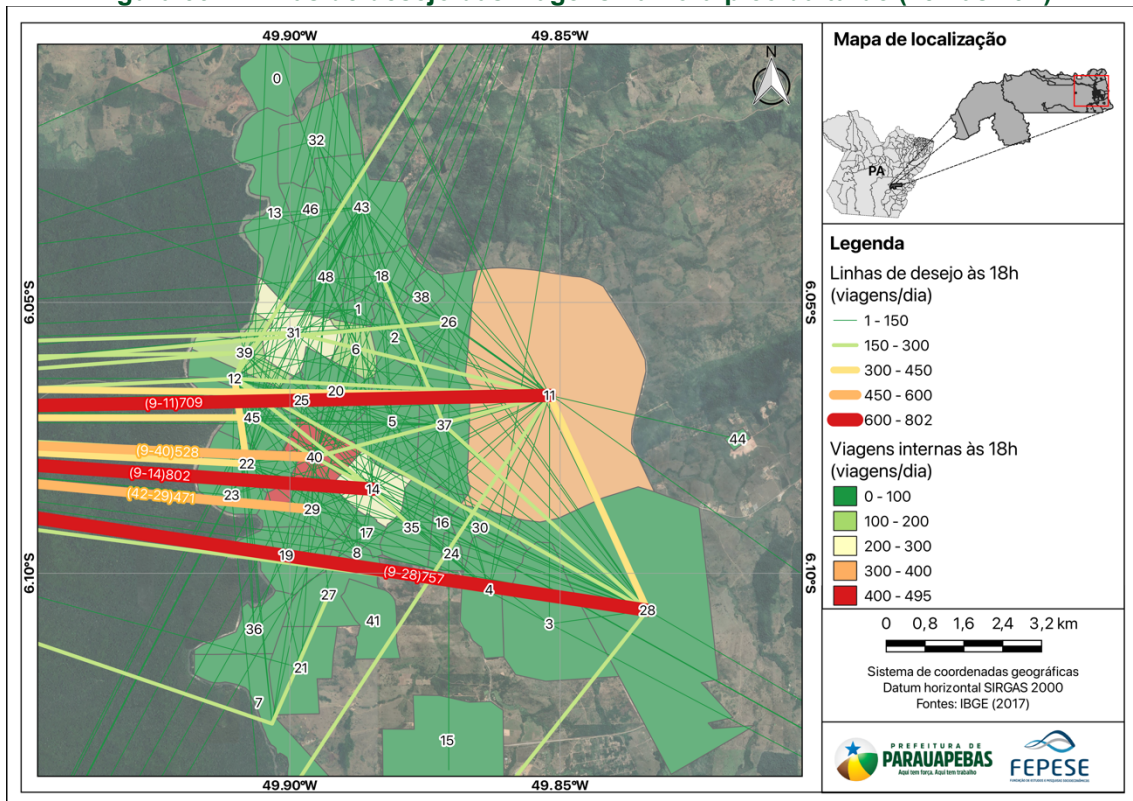 49.90°W
49.85°W
N
0
32
13
46
43
48
18
38
1
26
31
2
6
39
12
6.05°S
6.05°S
20
11
25
(9-11)709
45
5
37
44
(9-40)528
40
22
(9-14)802
14
23
(42-29)471
29
35
16
30
17
8
24
19
(9-28)757
4
6.10°S
6.10°S
28
27
3
41
36
21
7
15
49.90°W
49.85°W
Mapa de localização
PA
Legenda
Linhas de desejo às 18h
(viagens/dia)
1 - 150
150 - 300
300 - 450
450 - 600
600 - 802
Viagens internas às 18h
(viagens/dia)
0 - 100
100 - 200
200 - 300
300 - 400
400 - 495
0 0,8 1,6 2,4 3,2 km
Sistema de coordenadas geográficas
Datum horizontal SIRGAS 2000
Fontes: IBGE (2017)
PREFEITURA DE
PARAUAPEBAS
Aqui tem força. Aqui tem trabalho
FEPESE